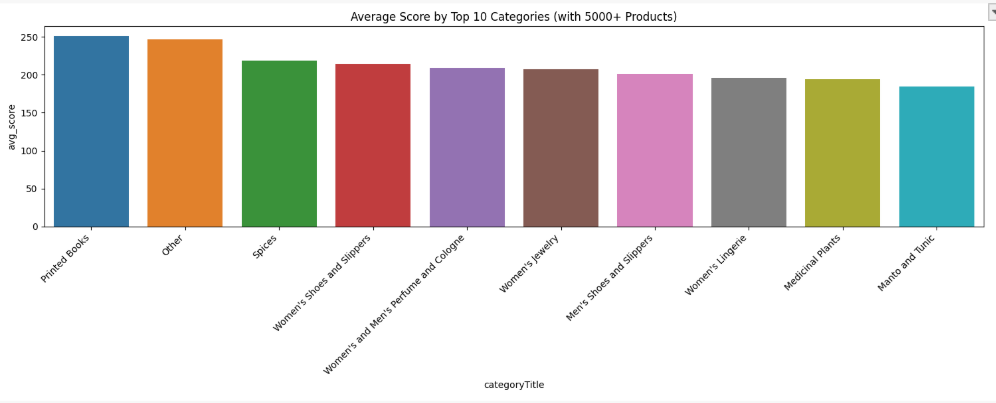 Average Score by Top 10 Categories (with 5000+ Products)
avg_score
250
200
150
100
50
0
Printed Books
Other
Spices
Women's Shoes and Slippers
Women's and Men's Perfume and Cologne
Women's Jewelry
Men's Shoes and Slippers
Women's Lingerie
Medicinal Plants
Manto and Tunic
categoryTitle